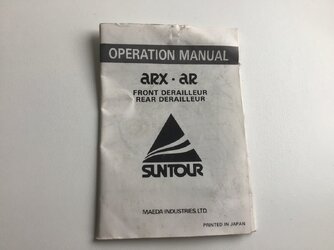 OPERATION MANUAL
ARX · AR
FRONT DERAILLEUR
REAR DERAILLEUR
SUNTOUR
MAEDA INDUSTRIES, LTD.
PRINTED IN JAPAN